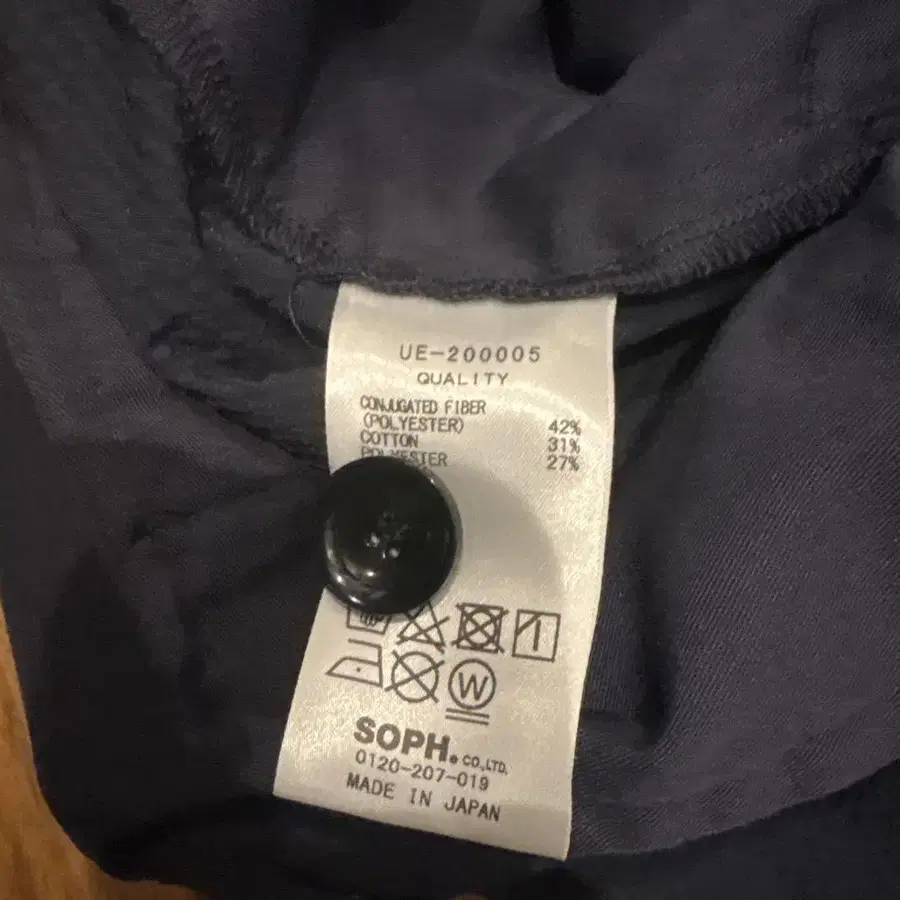 UE-200005
QUALITY
CONJUGATED FIBER
(POLYESTER) 42%
COTTON 31%
POLYESTER 27%
W
SOPH. CO.,LTD.
0120-207-019
MADE IN JAPAN